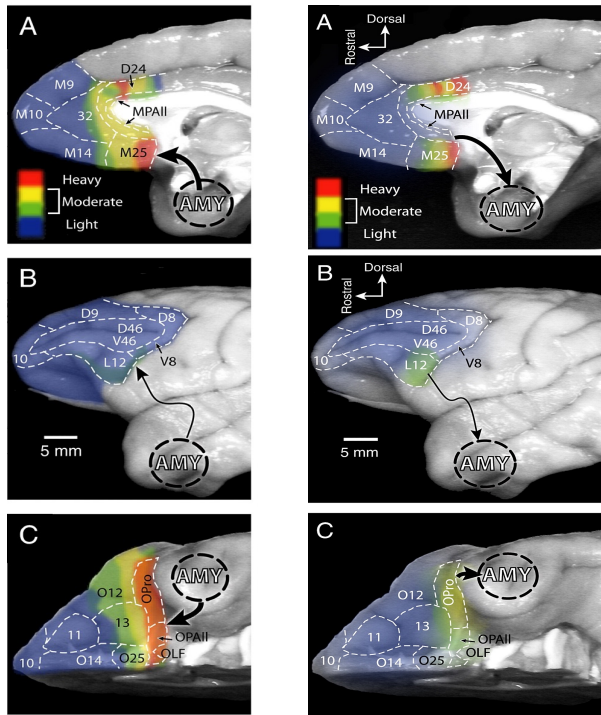 A
M9
D24
MPAll
M10
32
M14
M25
Heavy
Moderate
Light
AMY
A
Dorsal
Rostral
M9
D24
MPAll
M10
32
M14
M25
Heavy
Moderate
Light
AMY
B
D9
D8
D46
V46
10
L12
V8
5 mm
AMY
B
Dorsal
Rostral
D9
D8
D46
V46
10
L12
V8
5 mm
AMY
C
OPro
AMY
O12
13
11
OPAll
O14
O25
OLF
10
C
OPro
AMY
O12
13
11
OPAll
OLF
O14
O25
10